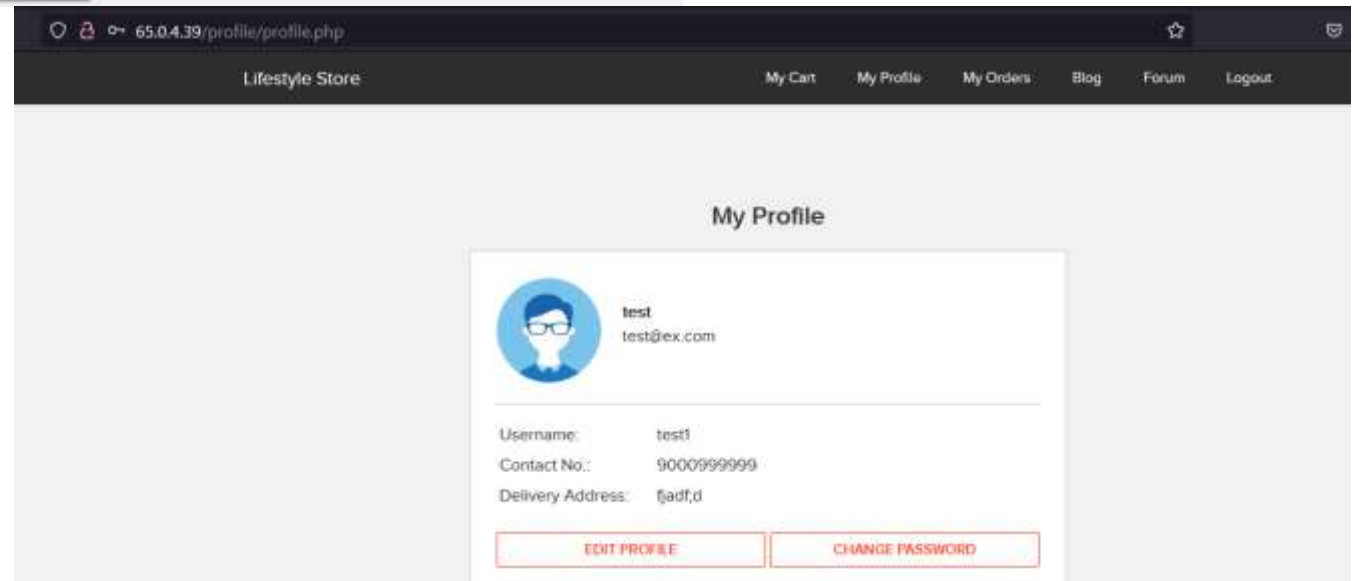 65.0.4.39/profile/profile.php
Lifestyle Store My Cart My Profile My Orders Blog Forum Logout
My Profile
test
test@ex.com
Username: test1
Contact No.: 9000999999
Delivery Address: fjadf;d
EDIT PROFILE CHANGE PASSWORD